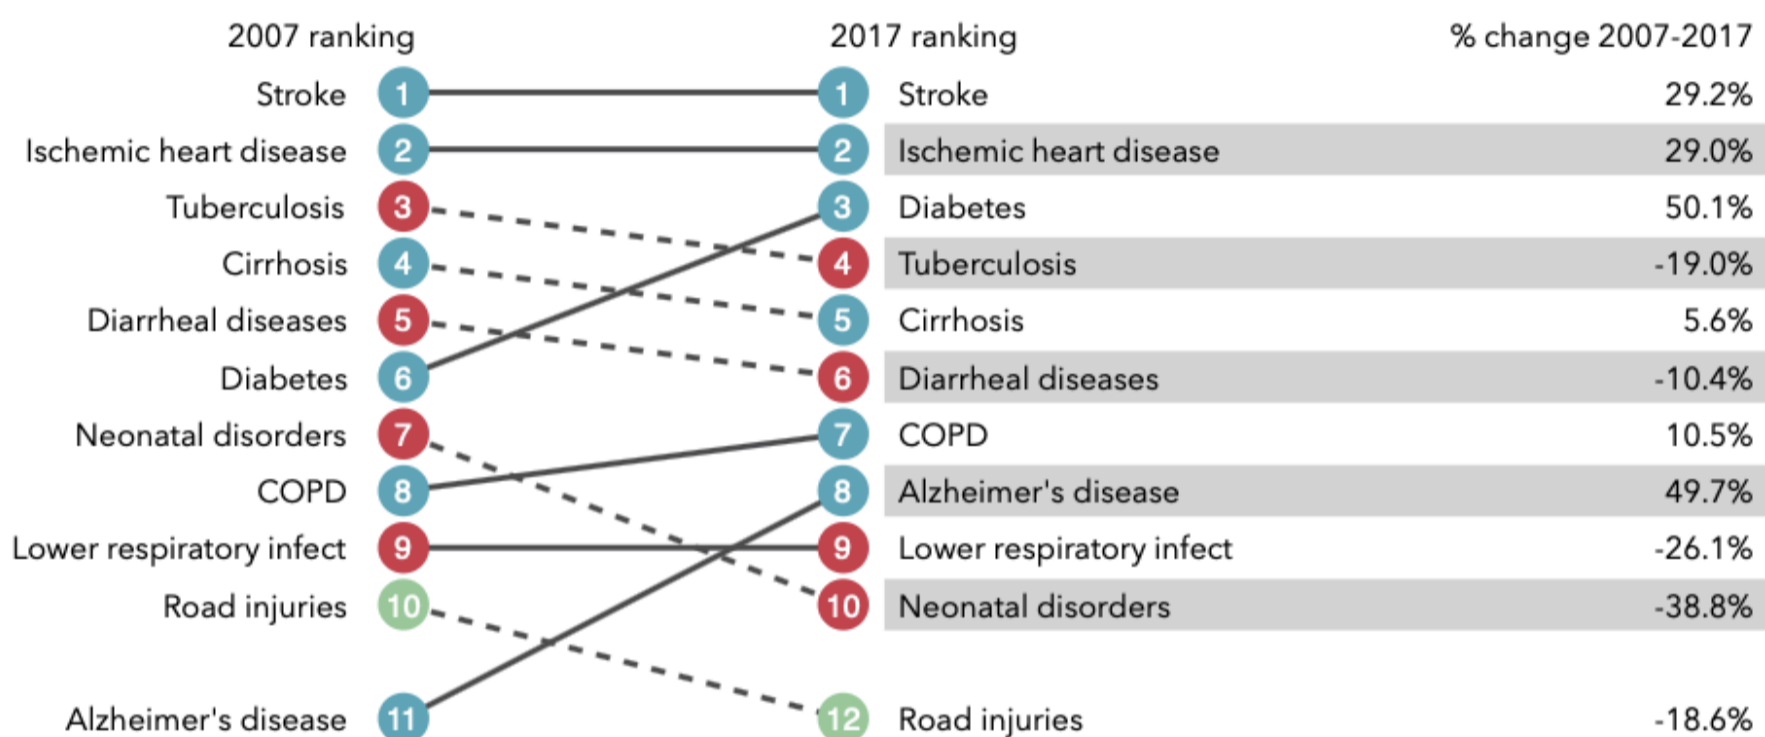 2007 ranking 2017 ranking % change 2007-2017
Stroke 1 1 Stroke 29.2%
Ischemic heart disease 2 2 Ischemic heart disease 29.0%
Tuberculosis 3 3 Diabetes 50.1%
Cirrhosis 4 4 Tuberculosis -19.0%
Diarrheal diseases 5 5 Cirrhosis 5.6%
Diabetes 6 6 Diarrheal diseases -10.4%
Neonatal disorders 7 7 COPD 10.5%
COPD 8 8 Alzheimer's disease 49.7%
Lower respiratory infect 9 9 Lower respiratory infect -26.1%
Road injuries 10 10 Neonatal disorders -38.8%
Alzheimer's disease 11 12 Road injuries -18.6%